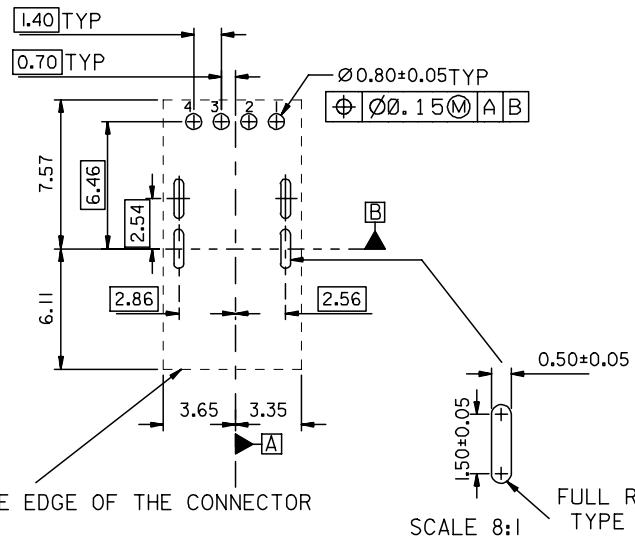 1.40 TYP
0.70 TYP
Ø0.80±0.05TYP
⌖ Ø0.15Ⓜ A B
4 3 2 1
7.57
6.46
2.54
B
6.11
2.86
2.56
0.50±0.05
3.65
3.35
A
1.50±0.05
E EDGE OF THE CONNECTOR
FULL R
TYPE
SCALE 8:1